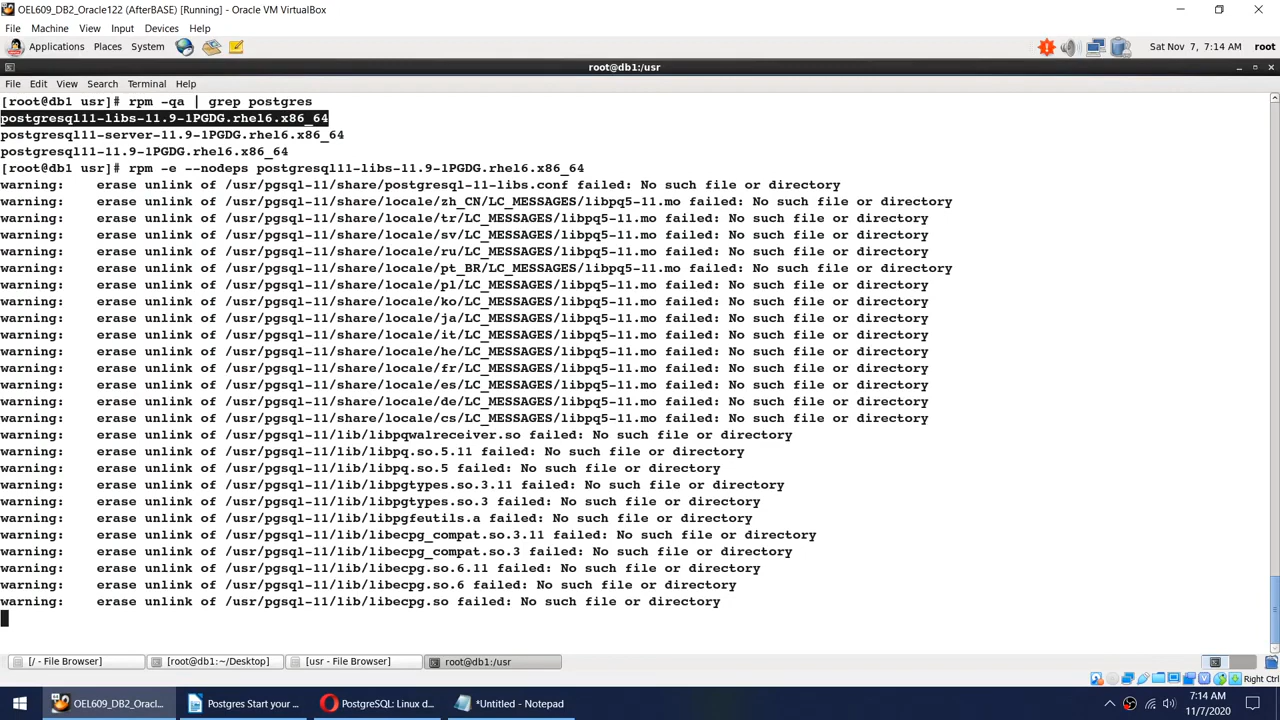 OEL609_DB2_Oracle122 (AfterBASE) [Running] - Oracle VM VirtualBox
File Machine View Input Devices Help
Applications Places System Sat Nov 7, 7:14 AM root
root@db1:/usr
File Edit View Search Terminal Help
[root@db1 usr]# rpm -qa | grep postgres
postgresql11-libs-11.9-1PGDG.rhel6.x86_64
postgresql11-server-11.9-1PGDG.rhel6.x86_64
postgresql11-11.9-1PGDG.rhel6.x86_64
[root@db1 usr]# rpm -e --nodeps postgresql11-libs-11.9-1PGDG.rhel6.x86_64
warning: erase unlink of /usr/pgsql-11/share/postgresql-11-libs.conf failed: No such file or directory
warning: erase unlink of /usr/pgsql-11/share/locale/zh_CN/LC_MESSAGES/libpq5-11.mo failed: No such file or directory
warning: erase unlink of /usr/pgsql-11/share/locale/tr/LC_MESSAGES/libpq5-11.mo failed: No such file or directory
warning: erase unlink of /usr/pgsql-11/share/locale/sv/LC_MESSAGES/libpq5-11.mo failed: No such file or directory
warning: erase unlink of /usr/pgsql-11/share/locale/ru/LC_MESSAGES/libpq5-11.mo failed: No such file or directory
warning: erase unlink of /usr/pgsql-11/share/locale/pt_BR/LC_MESSAGES/libpq5-11.mo failed: No such file or directory
warning: erase unlink of /usr/pgsql-11/share/locale/pl/LC_MESSAGES/libpq5-11.mo failed: No such file or directory
warning: erase unlink of /usr/pgsql-11/share/locale/ko/LC_MESSAGES/libpq5-11.mo failed: No such file or directory
warning: erase unlink of /usr/pgsql-11/share/locale/ja/LC_MESSAGES/libpq5-11.mo failed: No such file or directory
warning: erase unlink of /usr/pgsql-11/share/locale/it/LC_MESSAGES/libpq5-11.mo failed: No such file or directory
warning: erase unlink of /usr/pgsql-11/share/locale/he/LC_MESSAGES/libpq5-11.mo failed: No such file or directory
warning: erase unlink of /usr/pgsql-11/share/locale/fr/LC_MESSAGES/libpq5-11.mo failed: No such file or directory
warning: erase unlink of /usr/pgsql-11/share/locale/es/LC_MESSAGES/libpq5-11.mo failed: No such file or directory
warning: erase unlink of /usr/pgsql-11/share/locale/de/LC_MESSAGES/libpq5-11.mo failed: No such file or directory
warning: erase unlink of /usr/pgsql-11/share/locale/cs/LC_MESSAGES/libpq5-11.mo failed: No such file or directory
warning: erase unlink of /usr/pgsql-11/lib/libpqwalreceiver.so failed: No such file or directory
warning: erase unlink of /usr/pgsql-11/lib/libpq.so.5.11 failed: No such file or directory
warning: erase unlink of /usr/pgsql-11/lib/libpq.so.5 failed: No such file or directory
warning: erase unlink of /usr/pgsql-11/lib/libpgtypes.so.3.11 failed: No such file or directory
warning: erase unlink of /usr/pgsql-11/lib/libpgtypes.so.3 failed: No such file or directory
warning: erase unlink of /usr/pgsql-11/lib/libpgfeutils.a failed: No such file or directory
warning: erase unlink of /usr/pgsql-11/lib/libecpg_compat.so.3.11 failed: No such file or directory
warning: erase unlink of /usr/pgsql-11/lib/libecpg_compat.so.3 failed: No such file or directory
warning: erase unlink of /usr/pgsql-11/lib/libecpg.so.6.11 failed: No such file or directory
warning: erase unlink of /usr/pgsql-11/lib/libecpg.so.6 failed: No such file or directory
warning: erase unlink of /usr/pgsql-11/lib/libecpg.so failed: No such file or directory
[/ - File Browser] [root@db1:~/Desktop] [usr - File Browser] root@db1:/usr
Right Ctrl
OEL609_DB2_Oracl... Postgres Start your ... PostgreSQL: Linux d... *Untitled - Notepad 7:14 AM
11/7/2020